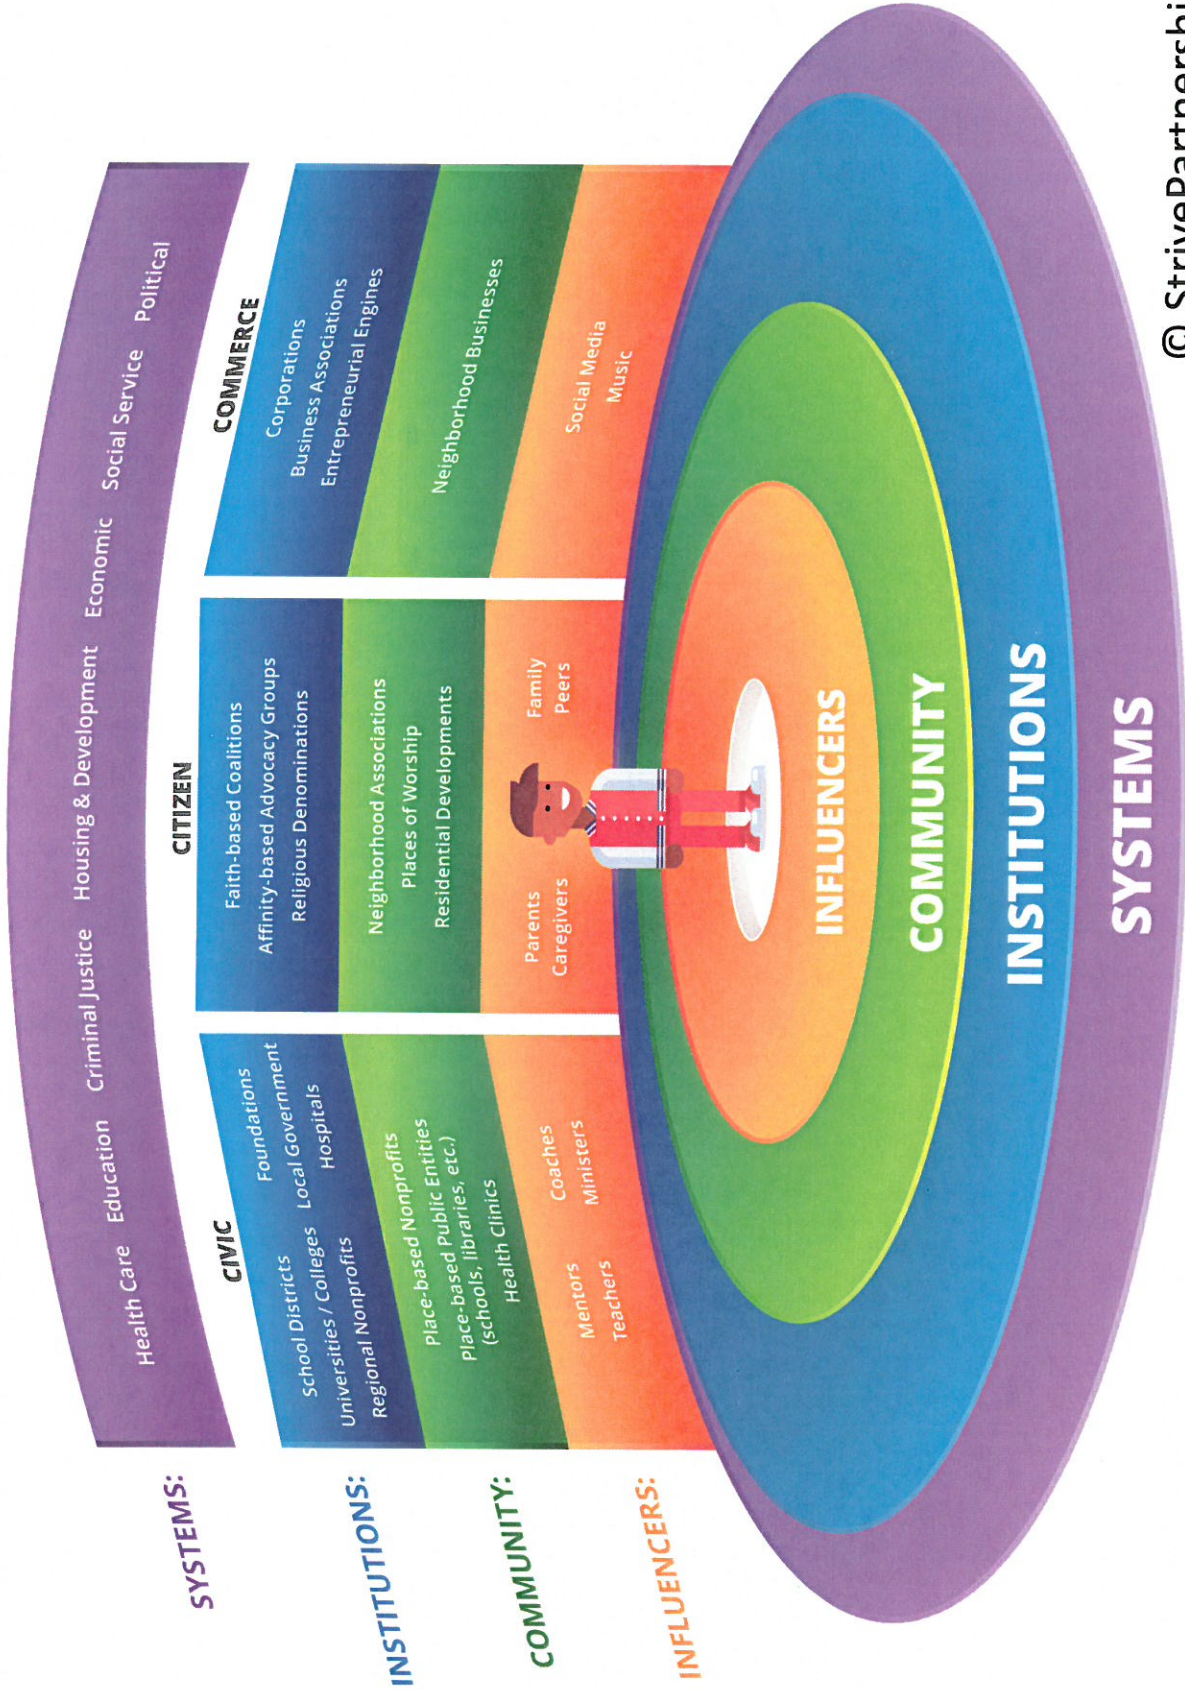 SYSTEMS:
Health Care Education Criminal Justice Housing & Development Economic Social Service Political
CIVIC
CITIZEN
COMMERCE
INSTITUTIONS:
School Districts
Universities / Colleges
Regional Nonprofits
Foundations
Local Government
Hospitals
Faith-based Coalitions
Affinity-based Advocacy Groups
Religious Denominations
Corporations
Business Associations
Entrepreneurial Engines
COMMUNITY:
Place-based Nonprofits
Place-based Public Entities
(schools, libraries, etc.)
Health Clinics
Neighborhood Associations
Places of Worship
Residential Developments
Neighborhood Businesses
INFLUENCERS:
Mentors
Teachers
Coaches
Ministers
Parents
Caregivers
Family
Peers
Social Media
Music
INFLUENCERS
COMMUNITY
INSTITUTIONS
SYSTEMS
© StrivePartnershi